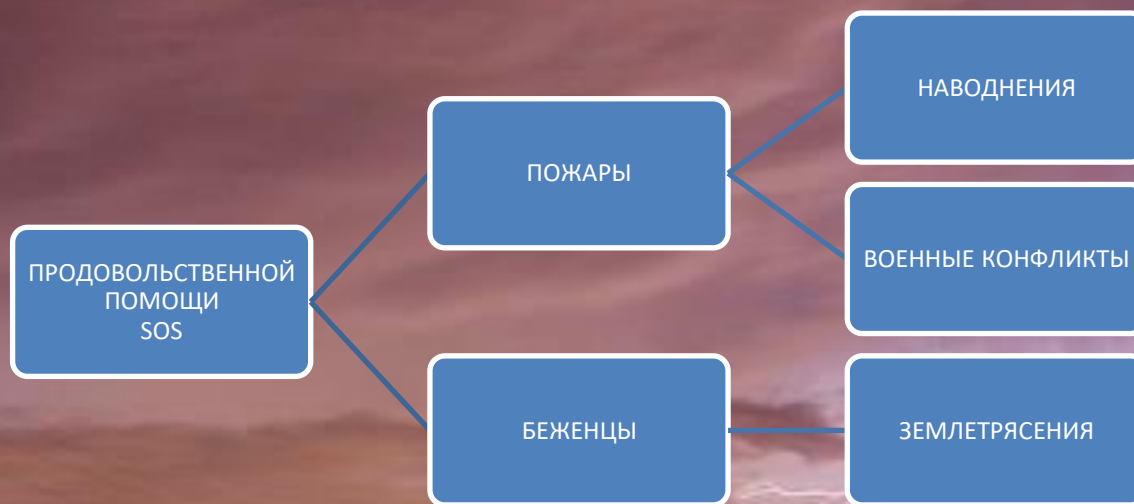 ПРОДОВОЛЬСТВЕННОЙ
ПОМОЩИ
SOS
ПОЖАРЫ
БЕЖЕНЦЫ
НАВОДНЕНИЯ
ВОЕННЫЕ КОНФЛИКТЫ
ЗЕМЛЕТРЯСЕНИЯ